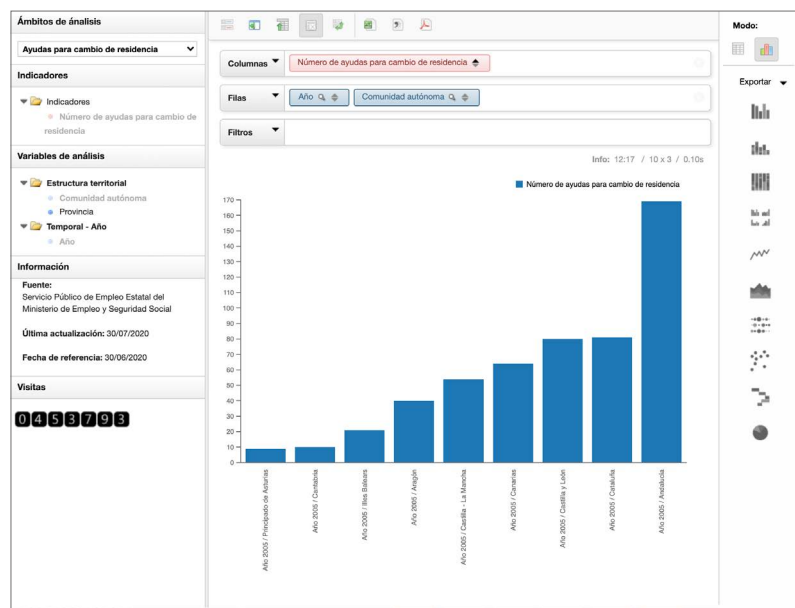 Ámbitos de ánalisis
Ayudas para cambio de residencia
Indicadores
Indicadores
Número de ayudas para cambio de
residencia
Variables de análisis
Estructura territorial
Comunidad autónoma
Provincia
Temporal - Año
Año
Información
Fuente:
Servicio Público de Empleo Estatal del
Ministerio de Empleo y Seguridad Social
Última actualización: 30/07/2020
Fecha de referencia: 30/06/2020
Visitas
0453793
Columnas
Número de ayudas para cambio de residencia
Filas
Año
Comunidad autónoma
Filtros
Info: 12:17 / 10 x 3 / 0.10s
Número de ayudas para cambio de residencia
170
160
150
140
130
120
110
100
90
80
70
60
50
40
30
20
10
0
Año 2005 / Principado de Asturias
Año 2005 / Cantabria
Año 2005 / Illes Balears
Año 2005 / Aragón
Año 2005 / Castilla - La Mancha
Año 2005 / Canarias
Año 2005 / Castilla y León
Año 2005 / Cataluña
Año 2005 / Andalucía
Modo:
Exportar